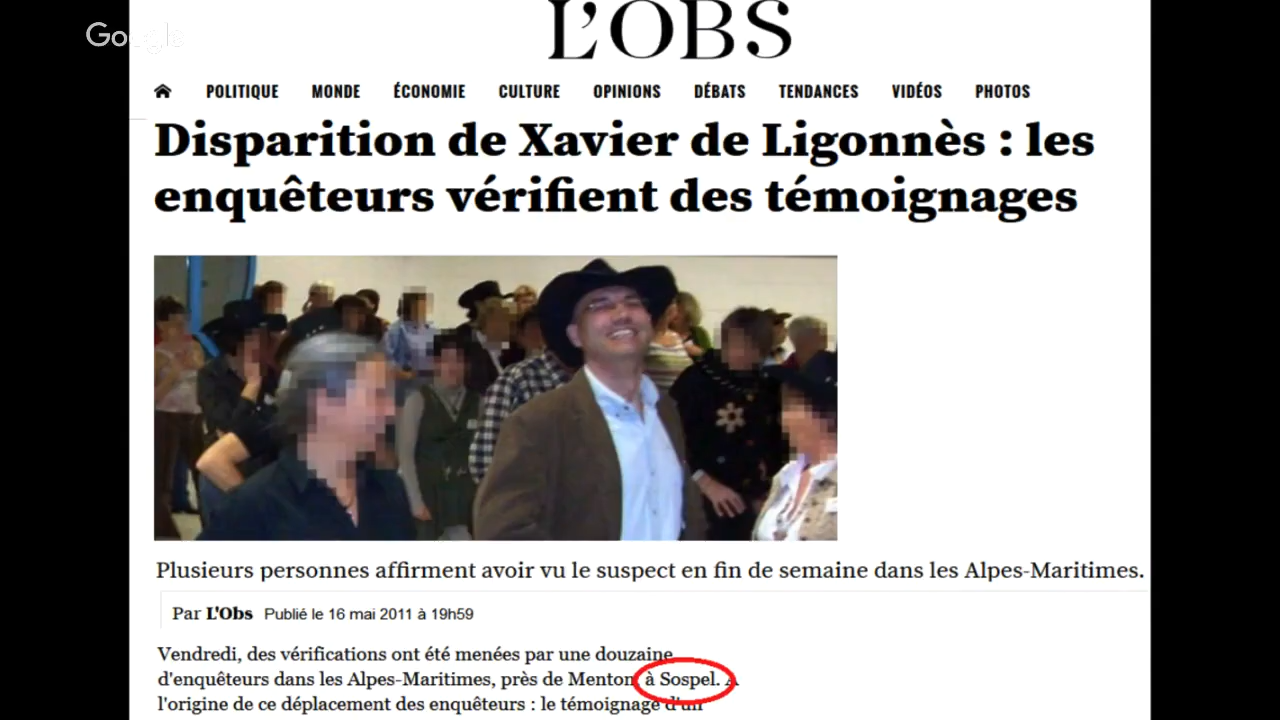 L'OBS
Google
POLITIQUE MONDE ÉCONOMIE CULTURE OPINIONS DÉBATS TENDANCES VIDÉOS PHOTOS
Disparition de Xavier de Ligonnès : les
enquêteurs vérifient des témoignages
Plusieurs personnes affirment avoir vu le suspect en fin de semaine dans les Alpes-Maritimes.
Par L'Obs Publié le 16 mai 2011 à 19h59
Vendredi, des vérifications ont été menées par une douzaine
d'enquêteurs dans les Alpes-Maritimes, près de Menton, à Sospel. A
l'origine de ce déplacement des enquêteurs : le témoignage d'un